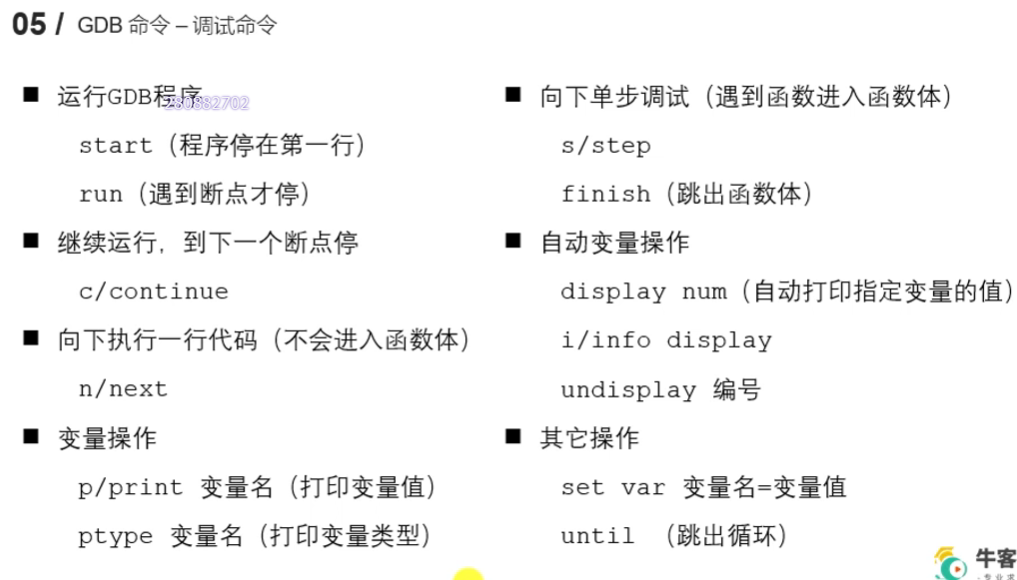 05 / GDB 命令 – 调试命令
■ 运行GDB程序
280882702
start（程序停在第一行）
run（遇到断点才停）
■ 继续运行，到下一个断点停
c/continue
■ 向下执行一行代码（不会进入函数体）
n/next
■ 变量操作
p/print 变量名（打印变量值）
ptype 变量名（打印变量类型）
■ 向下单步调试（遇到函数进入函数体）
s/step
finish（跳出函数体）
■ 自动变量操作
display num（自动打印指定变量的值）
i/info display
undisplay 编号
■ 其它操作
set var 变量名=变量值
until （跳出循环）
牛客